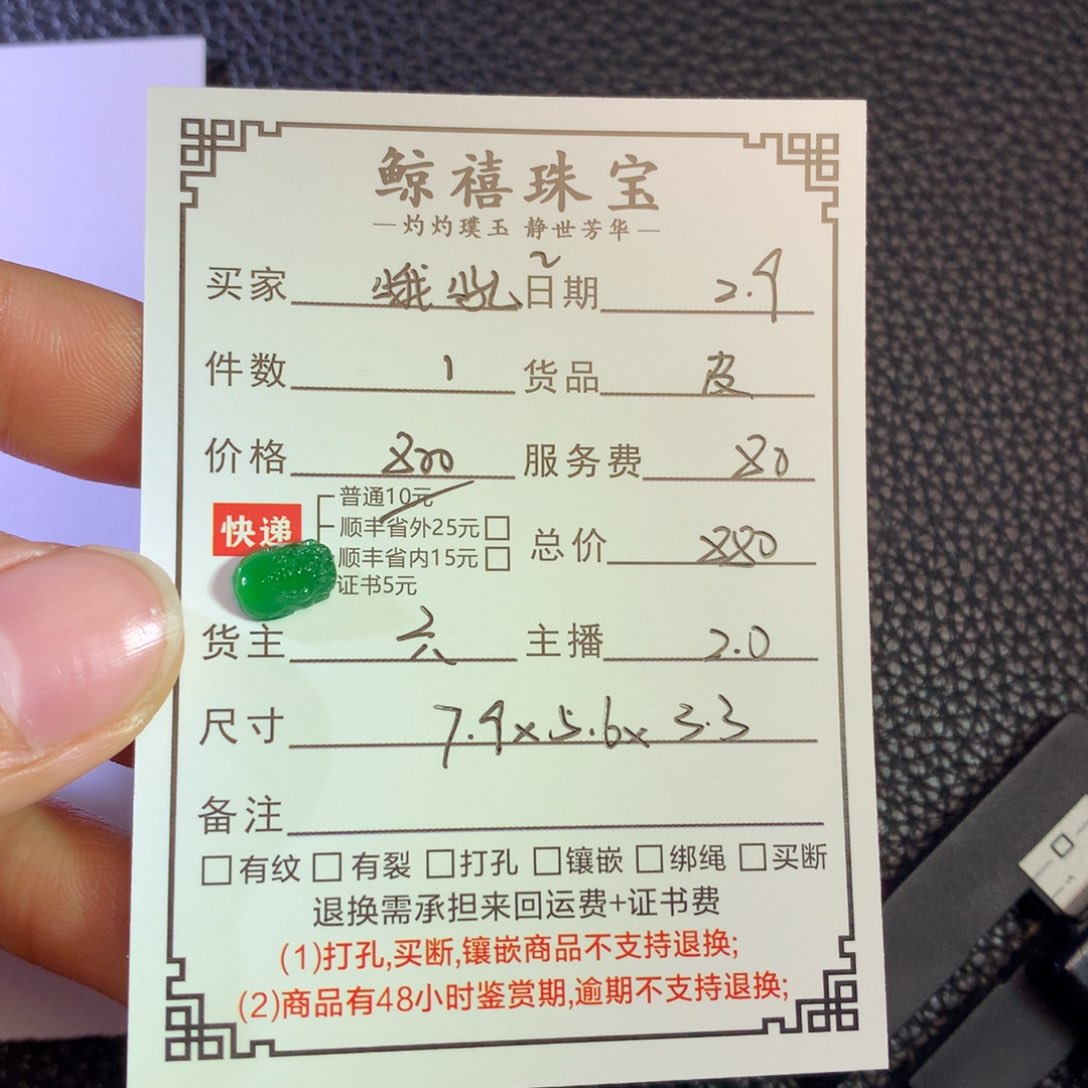 鲸禧珠宝
—灼灼璞玉 静世芳华—
买家 日期 2.9
件数 1 货品 皮
价格 800 服务费 80
快递 普通10元
顺丰省外25元□
顺丰省内15元□ 总价 880
证书5元
货主 六 主播 2.0
尺寸 7.9×5.6×3.3
备注
□有纹 □有裂 □打孔 □镶嵌 □绑绳 □买断
退换需承担来回运费+证书费
(1)打孔,买断,镶嵌商品不支持退换;
(2)商品有48小时鉴赏期,逾期不支持退换;